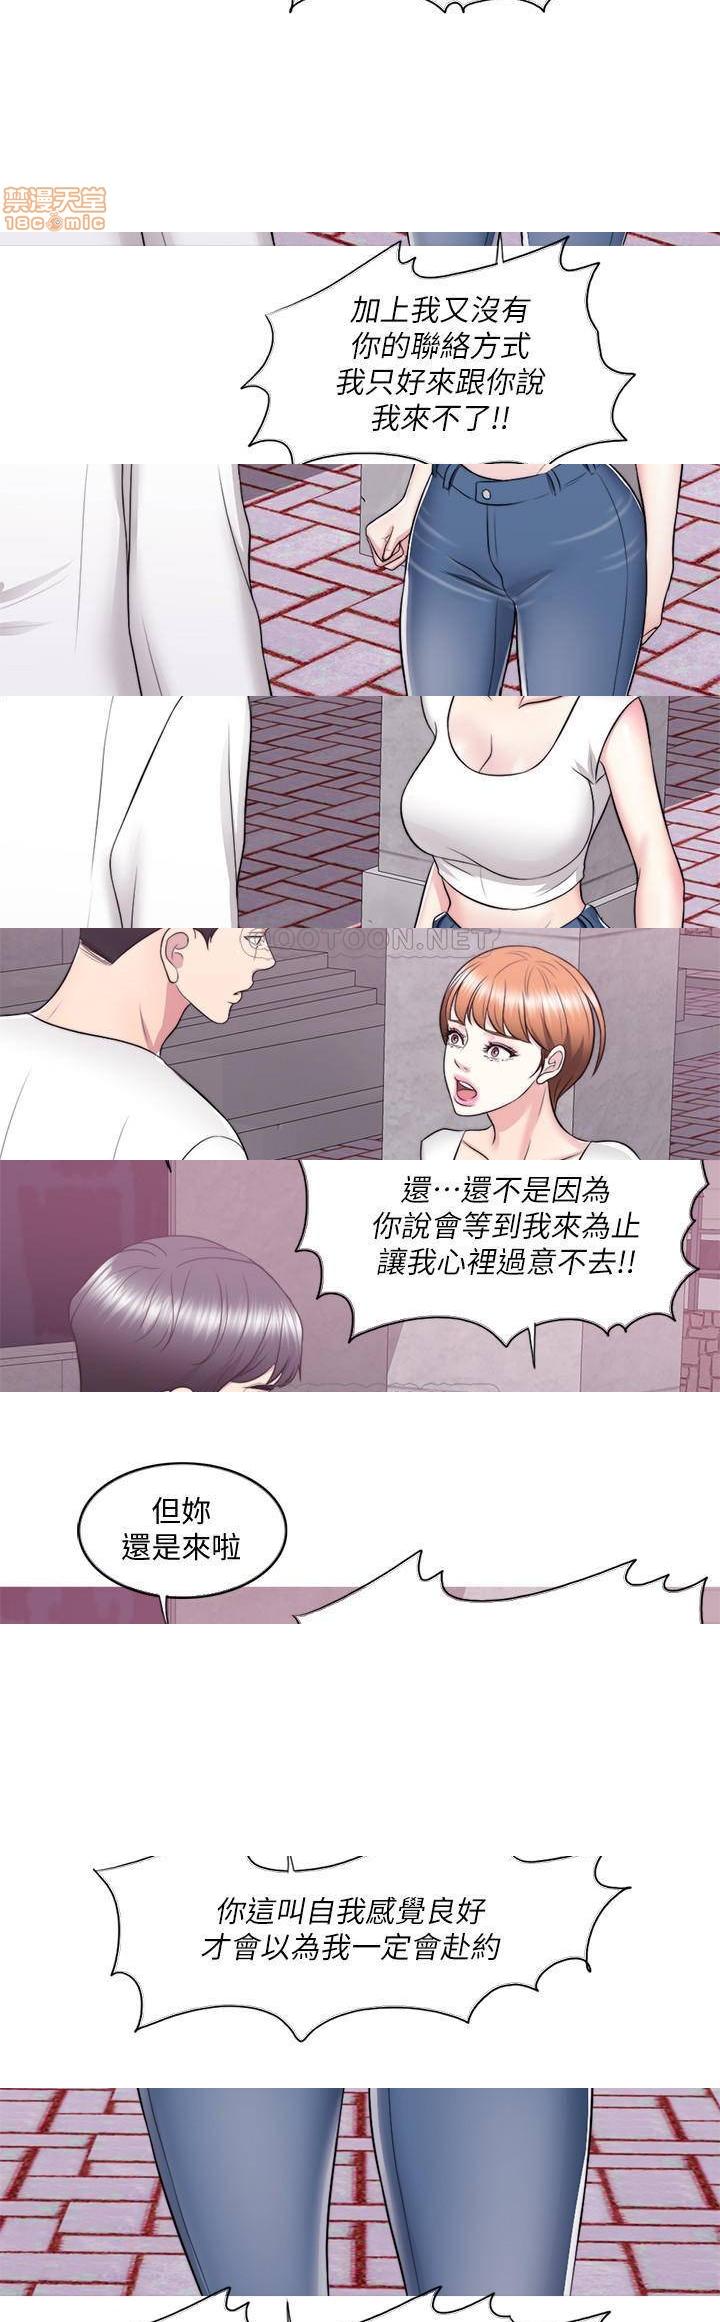 禁漫天堂
18comic
加上我又沒有
你的聯絡方式
我只好來跟你說
我來不了!!
TOOTOON.NET
還…還不是因為
你說會等到我來為止
讓我心裡過意不去!!
但妳
還是來啦
你這叫自我感覺良好
才會以為我一定會赴約